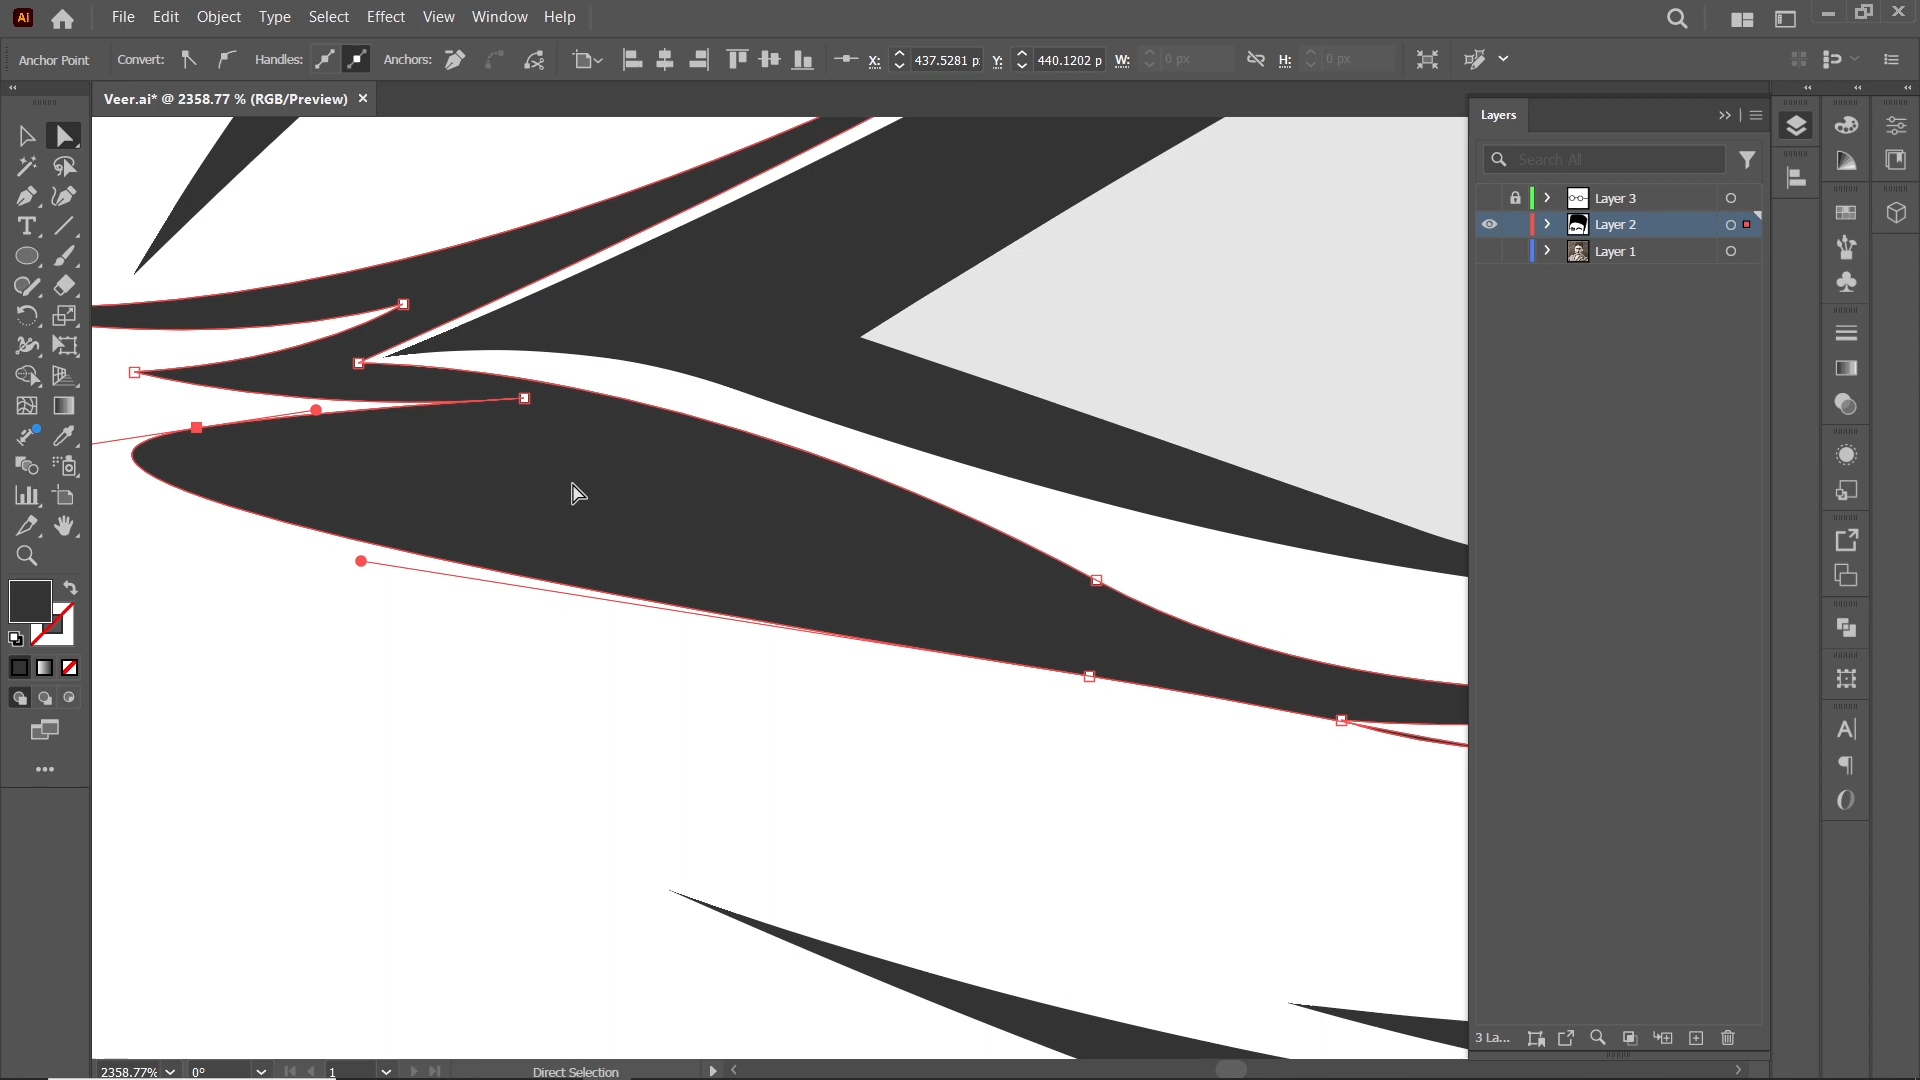 Ai File Edit Object Type Select Effect View Window Help
Anchor Point Convert: Handles: Anchors: X: 437.5281 p Y: 440.1202 p W: 0 px H: 0 px
Veer.ai* @ 2358.77 % (RGB/Preview) ×
Layers
Search All
Layer 3
Layer 2
Layer 1
3 La...
2358.77% 0° 1 Direct Selection